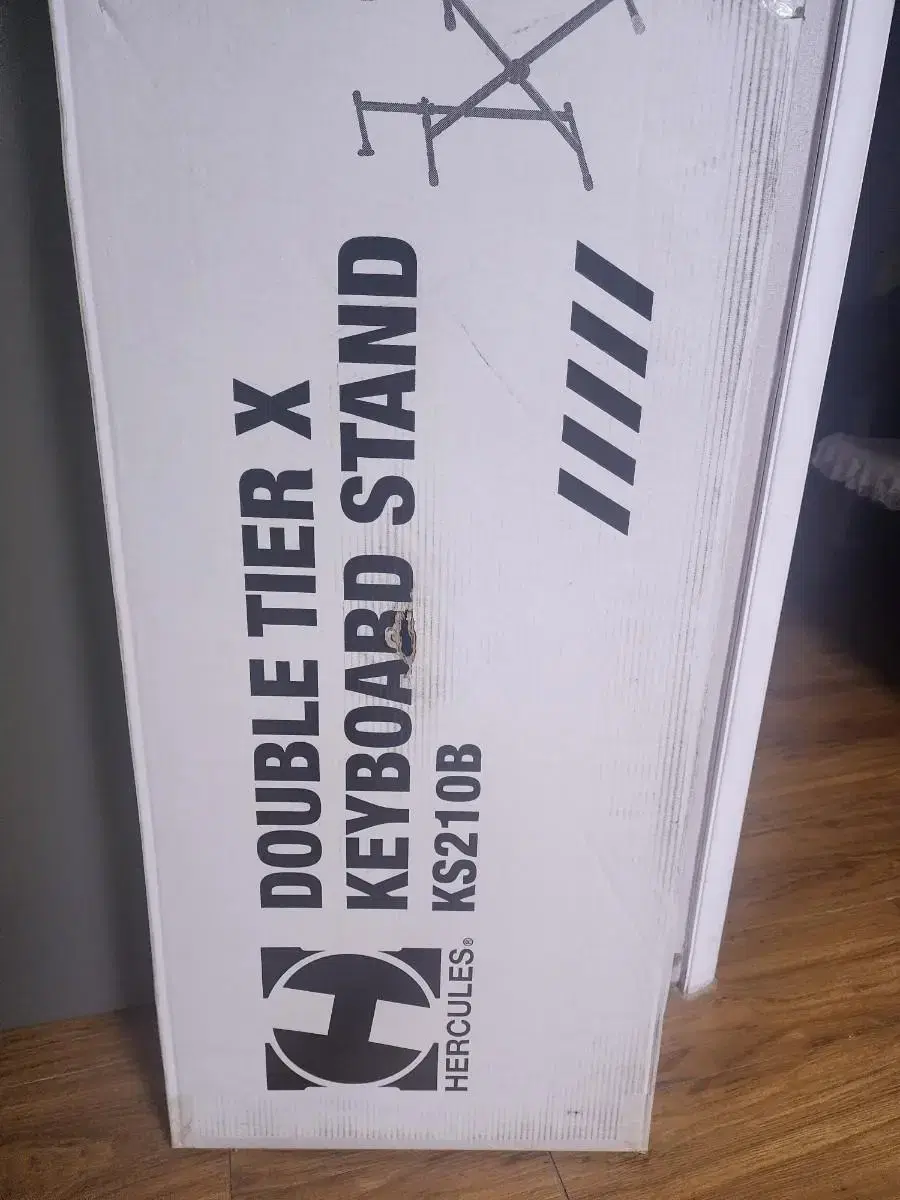 DOUBLE TIER X
KEYBOARD STAND
KS210B
HERCULES®